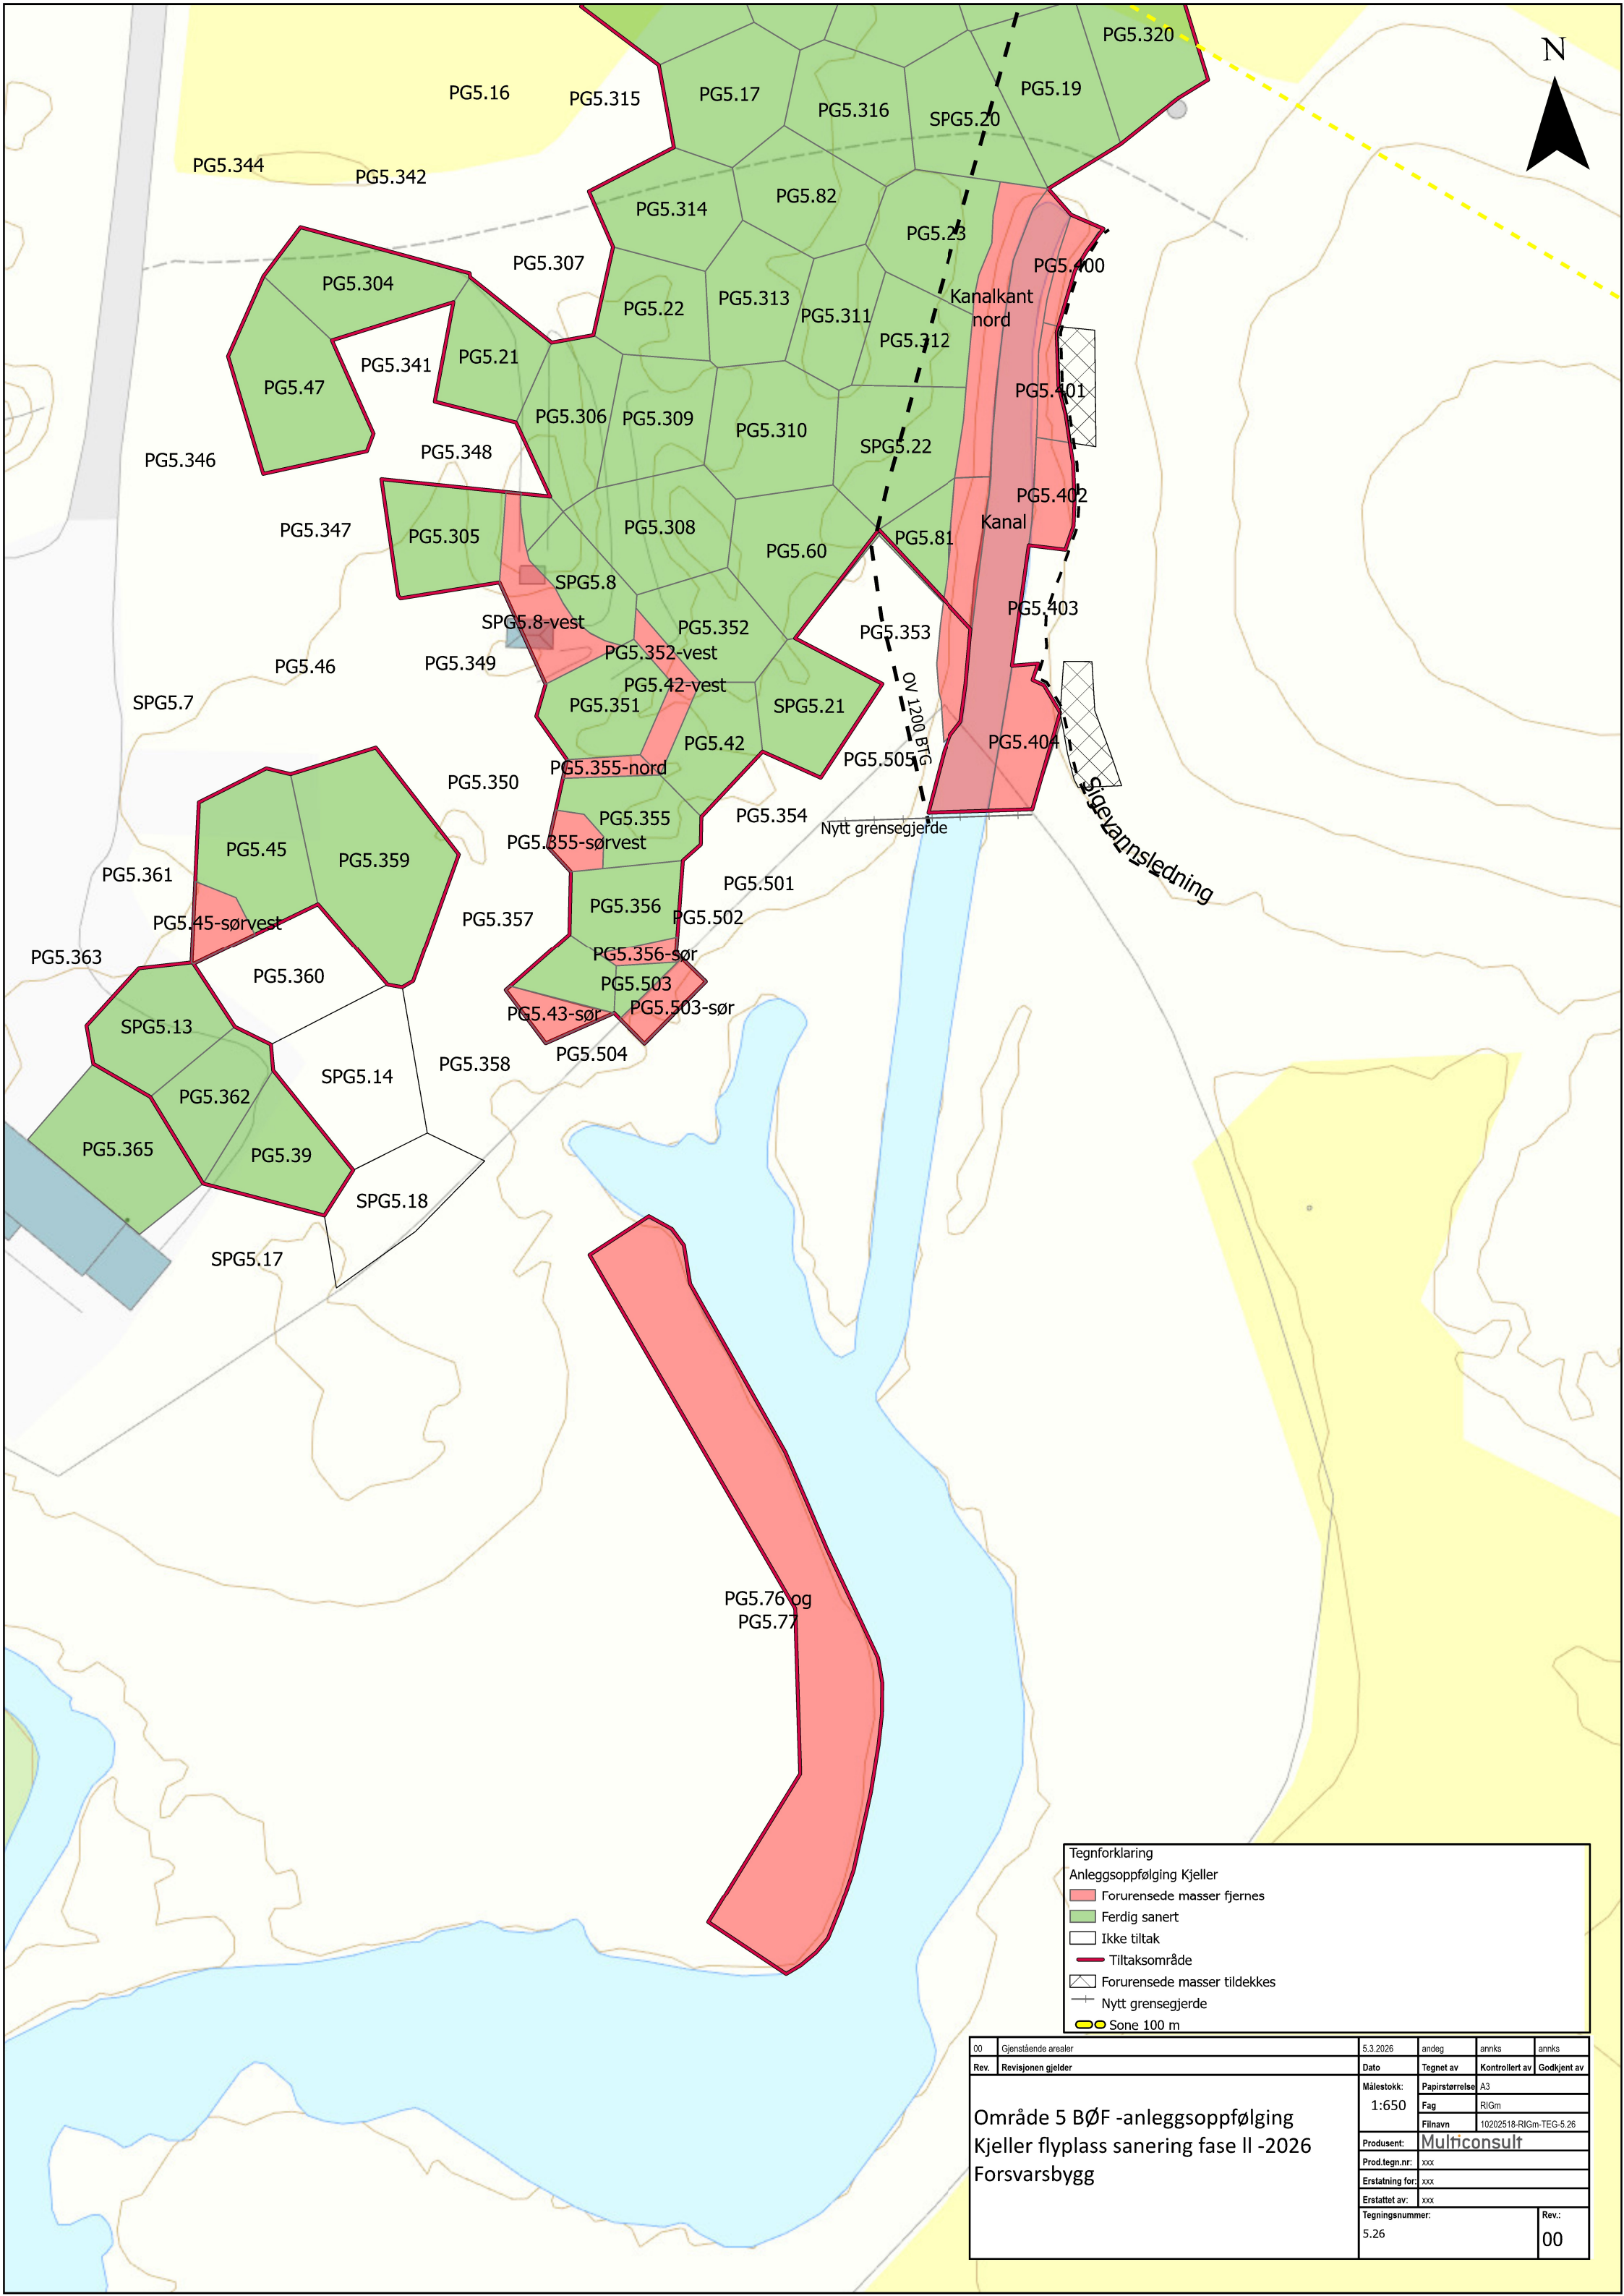 PG5.320
N
PG5.16
PG5.315
PG5.17
PG5.316
PG5.19
SPG5.20
PG5.344
PG5.342
PG5.82
PG5.314
PG5.23
PG5.307
PG5.400
PG5.304
PG5.22
PG5.313
PG5.311
Kanalkant
nord
PG5.312
PG5.21
PG5.341
PG5.47
PG5.401
PG5.306
PG5.309
PG5.310
SPG5.22
PG5.346
PG5.348
PG5.402
PG5.347
PG5.305
PG5.308
PG5.60
PG5.81
Kanal
SPG5.8
PG5.403
SPG5.8-vest
PG5.352
PG5.353
PG5.352-vest
PG5.46
PG5.349
PG5.42-vest
SPG5.7
PG5.351
SPG5.21
OV 1200 BTG
PG5.42
PG5.404
PG5.355-nord
PG5.505
PG5.350
PG5.355
PG5.354
Nytt grensegjerde
Sigevannsledning
PG5.355-sørvest
PG5.45
PG5.359
PG5.361
PG5.501
PG5.45-sørvest
PG5.357
PG5.356
PG5.502
PG5.363
PG5.356-sør
PG5.360
PG5.503
PG5.43-sør
PG5.503-sør
SPG5.13
PG5.504
PG5.358
SPG5.14
PG5.362
PG5.365
PG5.39
SPG5.18
SPG5.17
PG5.76 og
PG5.77
Tegnforklaring
Anleggsoppfølging Kjeller
Forurensede masser fjernes
Ferdig sanert
Ikke tiltak
Tiltaksområde
Forurensede masser tildekkes
Nytt grensegjerde
Sone 100 m
00 Gjenstående arealer 5.3.2026 andeg annks annks
Rev. Revisjonen gjelder Dato Tegnet av Kontrollert av Godkjent av
Område 5 BØF -anleggsoppfølging
Kjeller flyplass sanering fase ll -2026
Forsvarsbygg
Målestokk: Papirstørrelse A3
1:650 Fag RIGm
Filnavn 10202518-RIGm-TEG-5.26
Produsent: Multiconsult
Prod.tegn.nr: xxx
Erstatning for: xxx
Erstattet av: xxx
Tegningsnummer: Rev.:
5.26 00